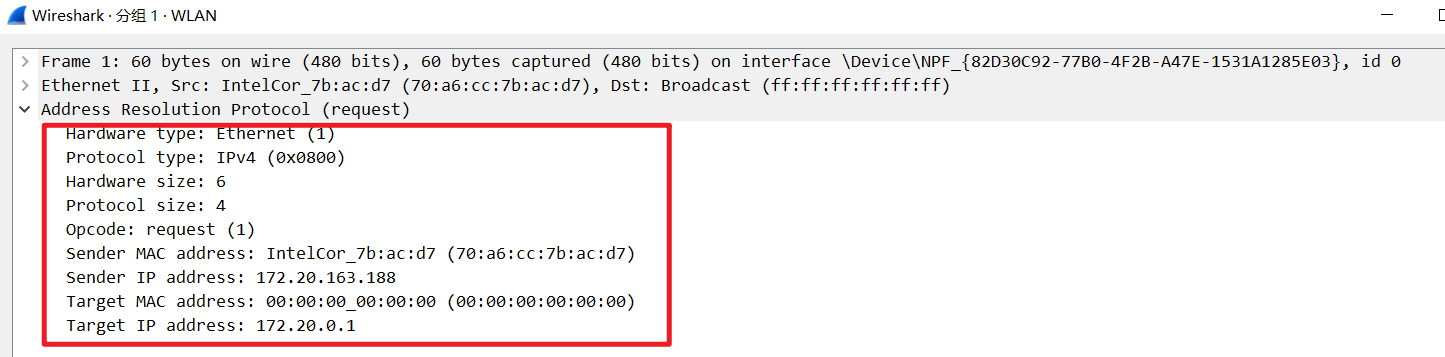 Wireshark · 分组 1 · WLAN
Frame 1: 60 bytes on wire (480 bits), 60 bytes captured (480 bits) on interface \Device\NPF_{82D30C92-77B0-4F2B-A47E-1531A1285E03}, id 0
Ethernet II, Src: IntelCor_7b:ac:d7 (70:a6:cc:7b:ac:d7), Dst: Broadcast (ff:ff:ff:ff:ff:ff)
Address Resolution Protocol (request)
Hardware type: Ethernet (1)
Protocol type: IPv4 (0x0800)
Hardware size: 6
Protocol size: 4
Opcode: request (1)
Sender MAC address: IntelCor_7b:ac:d7 (70:a6:cc:7b:ac:d7)
Sender IP address: 172.20.163.188
Target MAC address: 00:00:00_00:00:00 (00:00:00:00:00:00)
Target IP address: 172.20.0.1